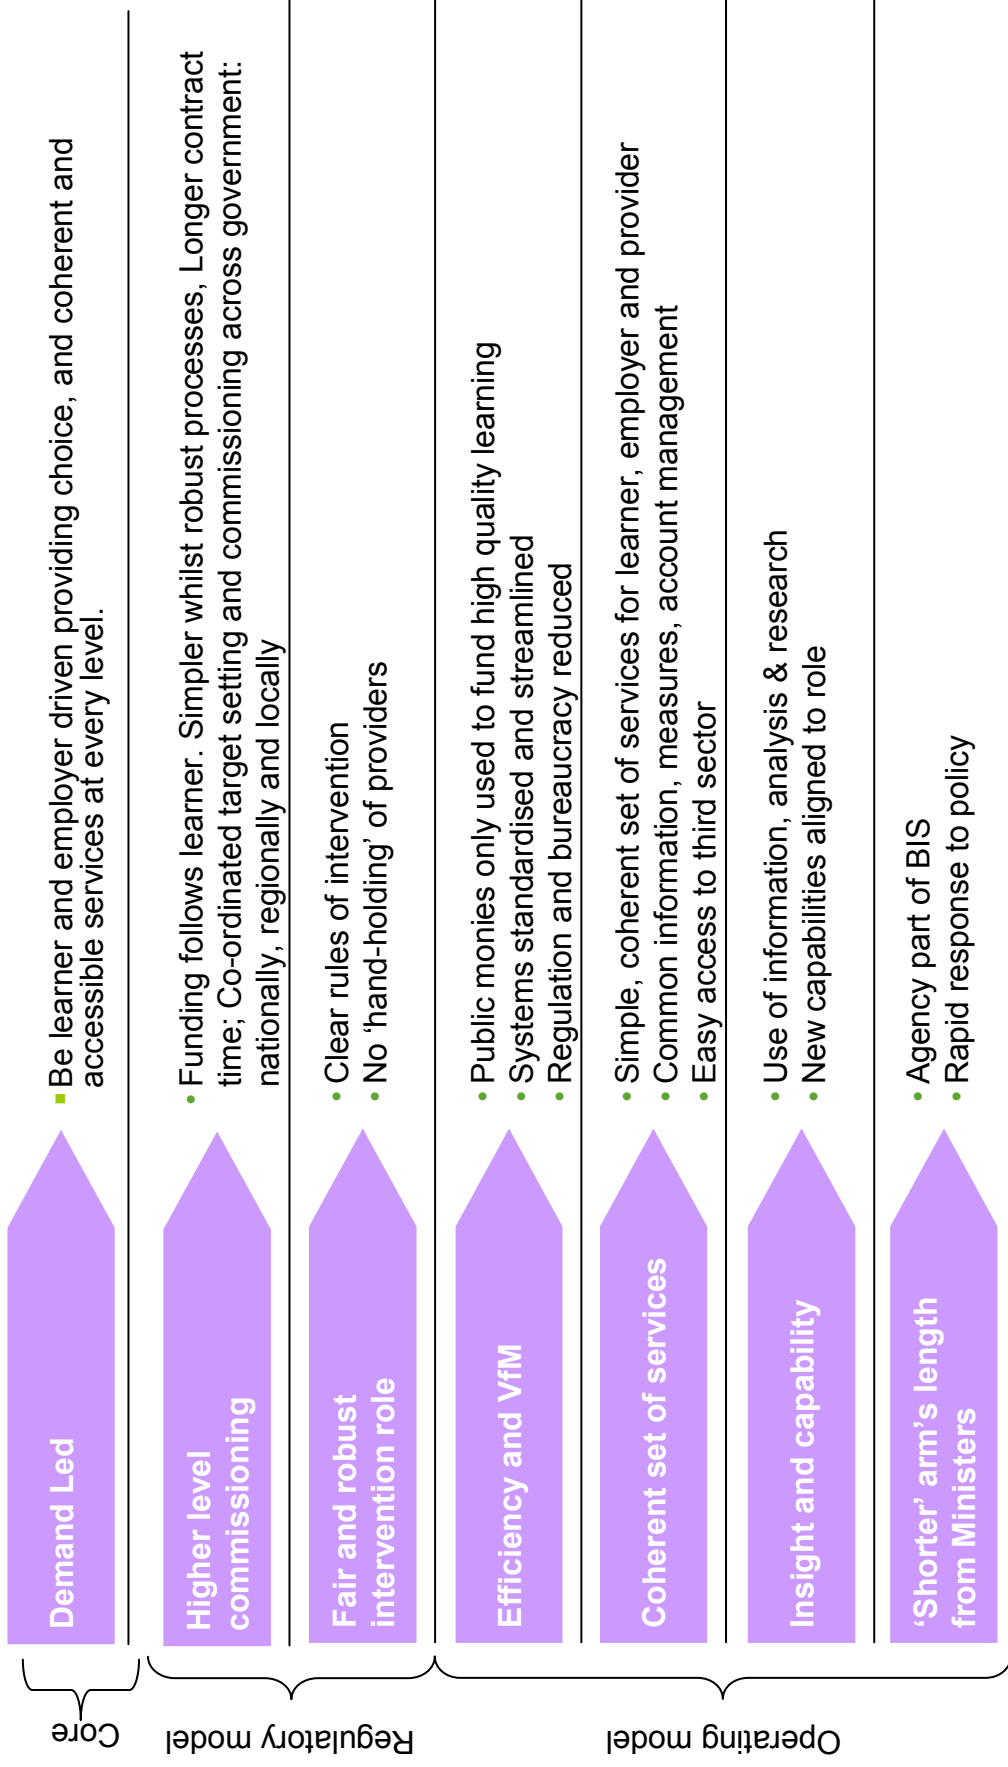 Core
Demand Led
Be learner and employer driven providing choice, and coherent and
accessible services at every level.
Regulatory model
Higher level
commissioning
• Funding follows learner. Simpler whilst robust processes, Longer contract
time; Co-ordinated target setting and commissioning across government:
nationally, regionally and locally
Fair and robust
intervention role
• Clear rules of intervention
• No ‘hand-holding’ of providers
Operating model
Efficiency and VfM
• Public monies only used to fund high quality learning
• Systems standardised and streamlined
• Regulation and bureaucracy reduced
Coherent set of services
• Simple, coherent set of services for learner, employer and provider
• Common information, measures, account management
• Easy access to third sector
Insight and capability
• Use of information, analysis & research
• New capabilities aligned to role
‘Shorter’ arm’s length
from Ministers
• Agency part of BIS
• Rapid response to policy